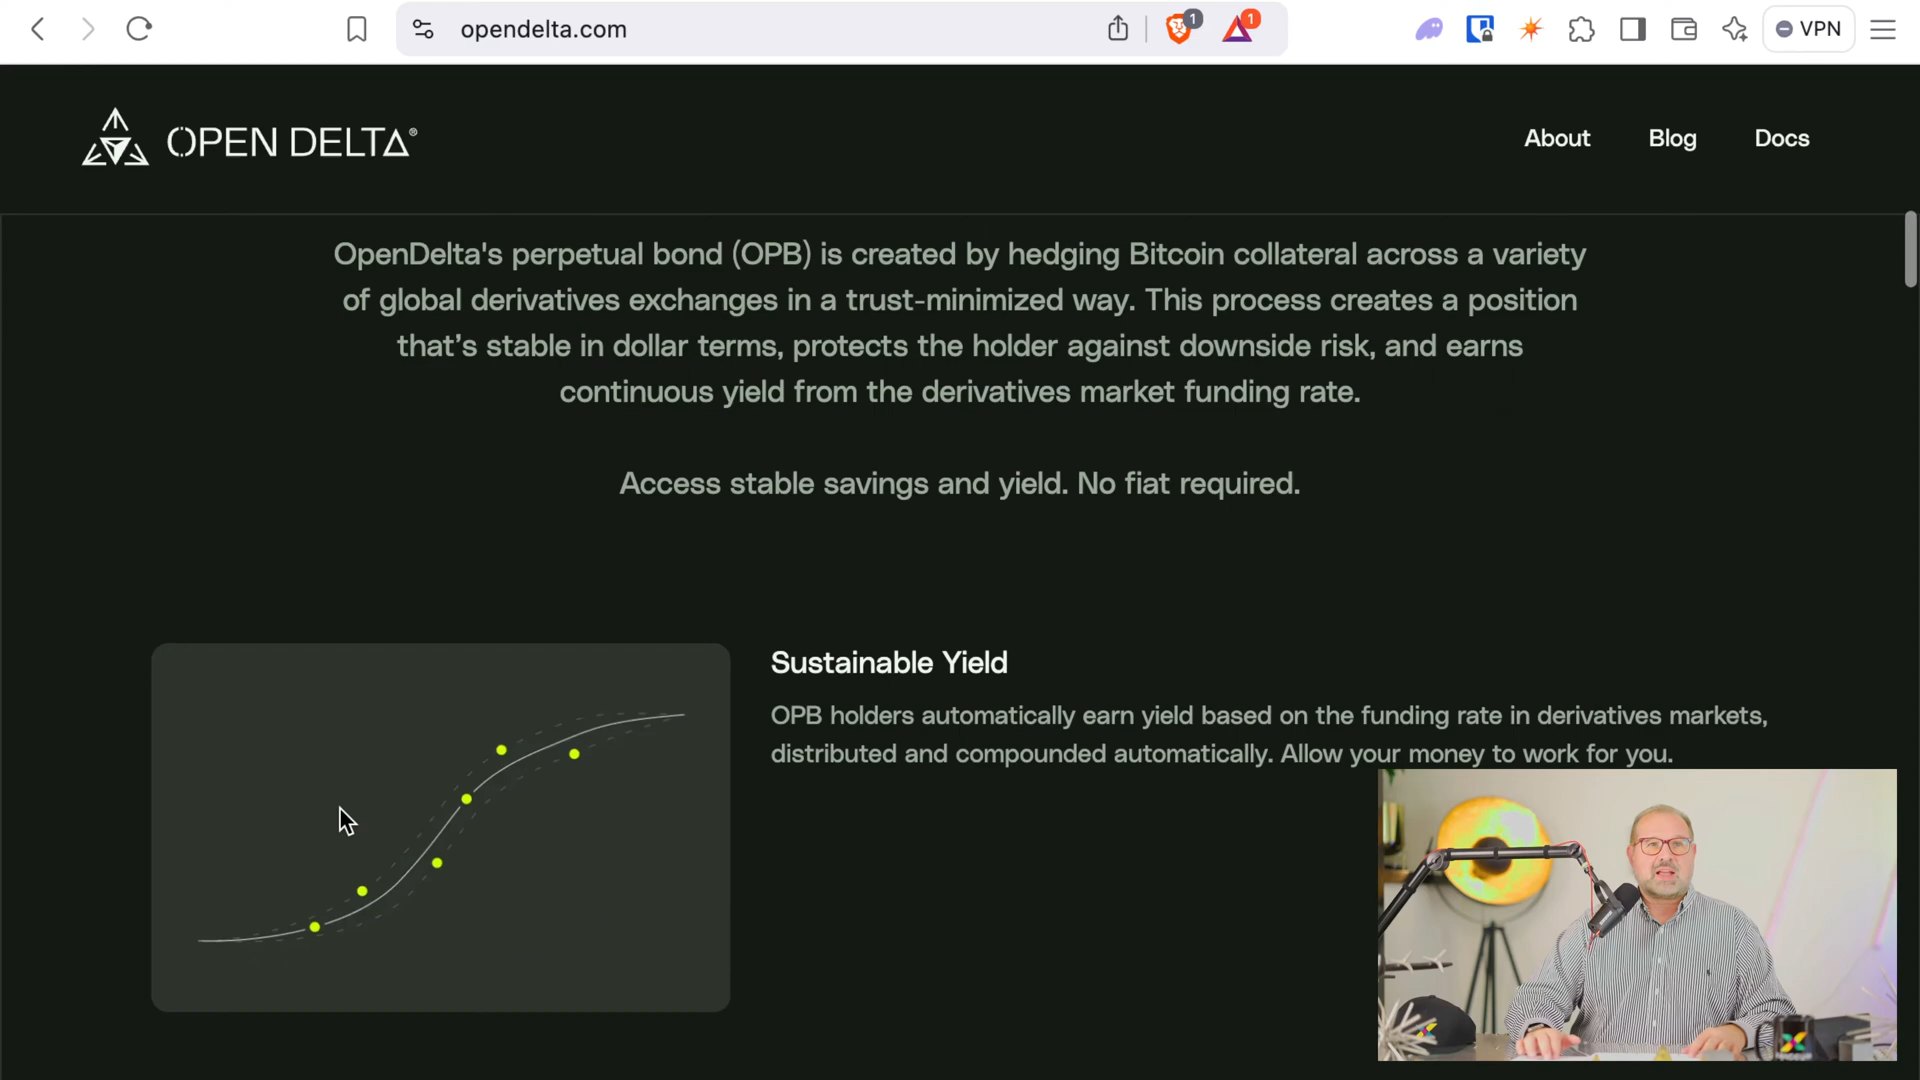 opendelta.com
1
1
VPN
OPEN DELTA®
About
Blog
Docs
OpenDelta's perpetual bond (OPB) is created by hedging Bitcoin collateral across a variety
of global derivatives exchanges in a trust-minimized way. This process creates a position
that’s stable in dollar terms, protects the holder against downside risk, and earns
continuous yield from the derivatives market funding rate.
Access stable savings and yield. No fiat required.
Sustainable Yield
OPB holders automatically earn yield based on the funding rate in derivatives markets,
distributed and compounded automatically. Allow your money to work for you.